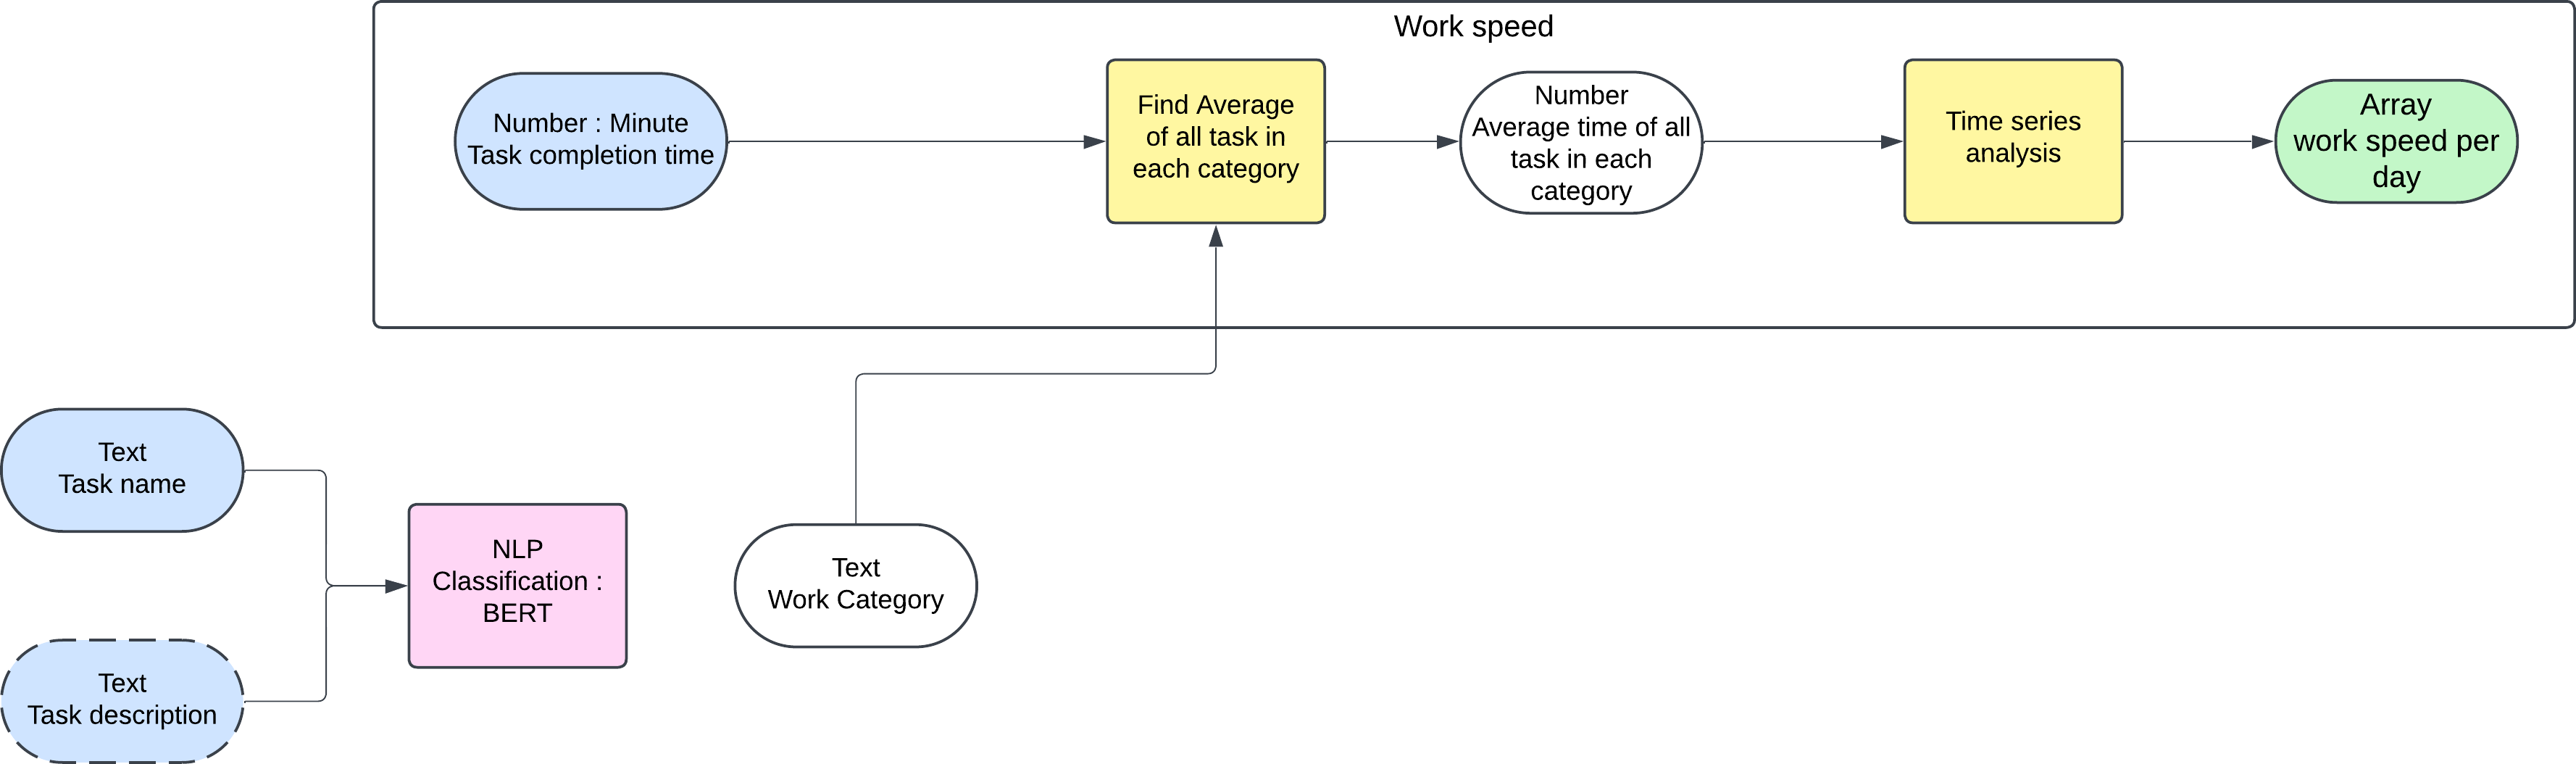 Work speed
Number : Minute
Task completion time
Find Average
of all task in
each category
Number
Average time of all
task in each
category
Time series
analysis
Array
work speed per
day
Text
Task name
NLP
Classification :
BERT
Text
Work Category
Text
Task description